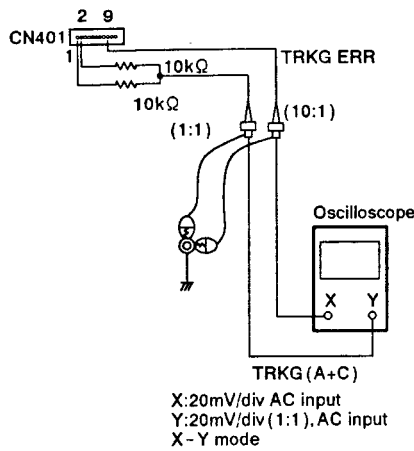 2 9
CN401
1
TRKG ERR
10kΩ
10kΩ
(1:1)
(10:1)
Oscilloscope
X Y
TRKG (A+C)
X:20mV/div AC input
Y:20mV/div (1:1), AC input
X-Y mode